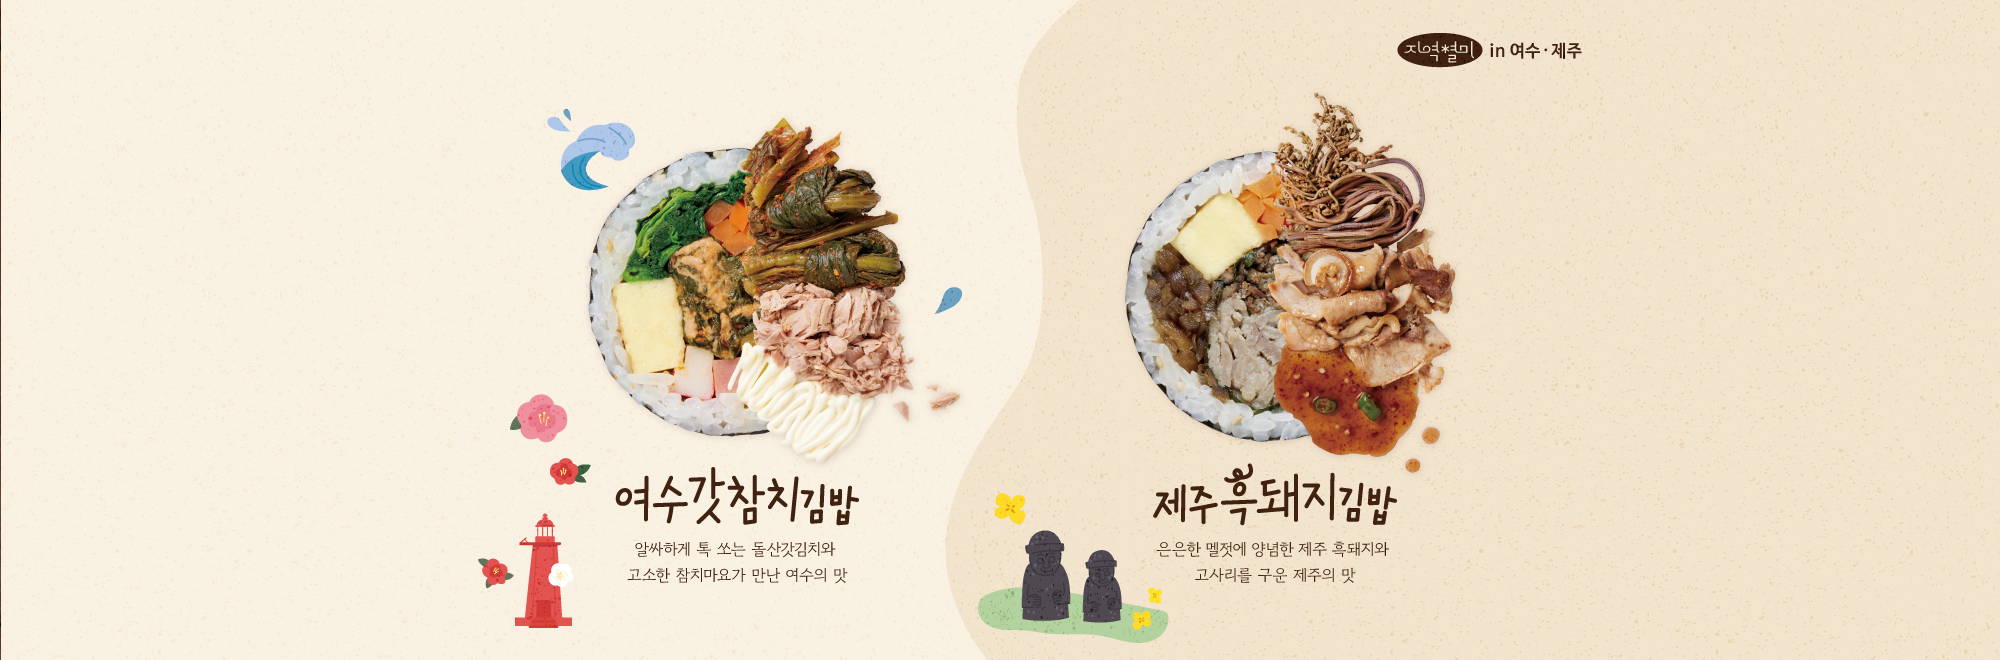 지역별미 in 여수·제주
여수갓참치김밥
알싸하게 톡 쏘는 돌산갓김치와
고소한 참치마요가 만난 여수의 맛
제주흑돼지김밥
은은한 멜젓에 양념한 제주 흑돼지와
고사리를 구운 제주의 맛